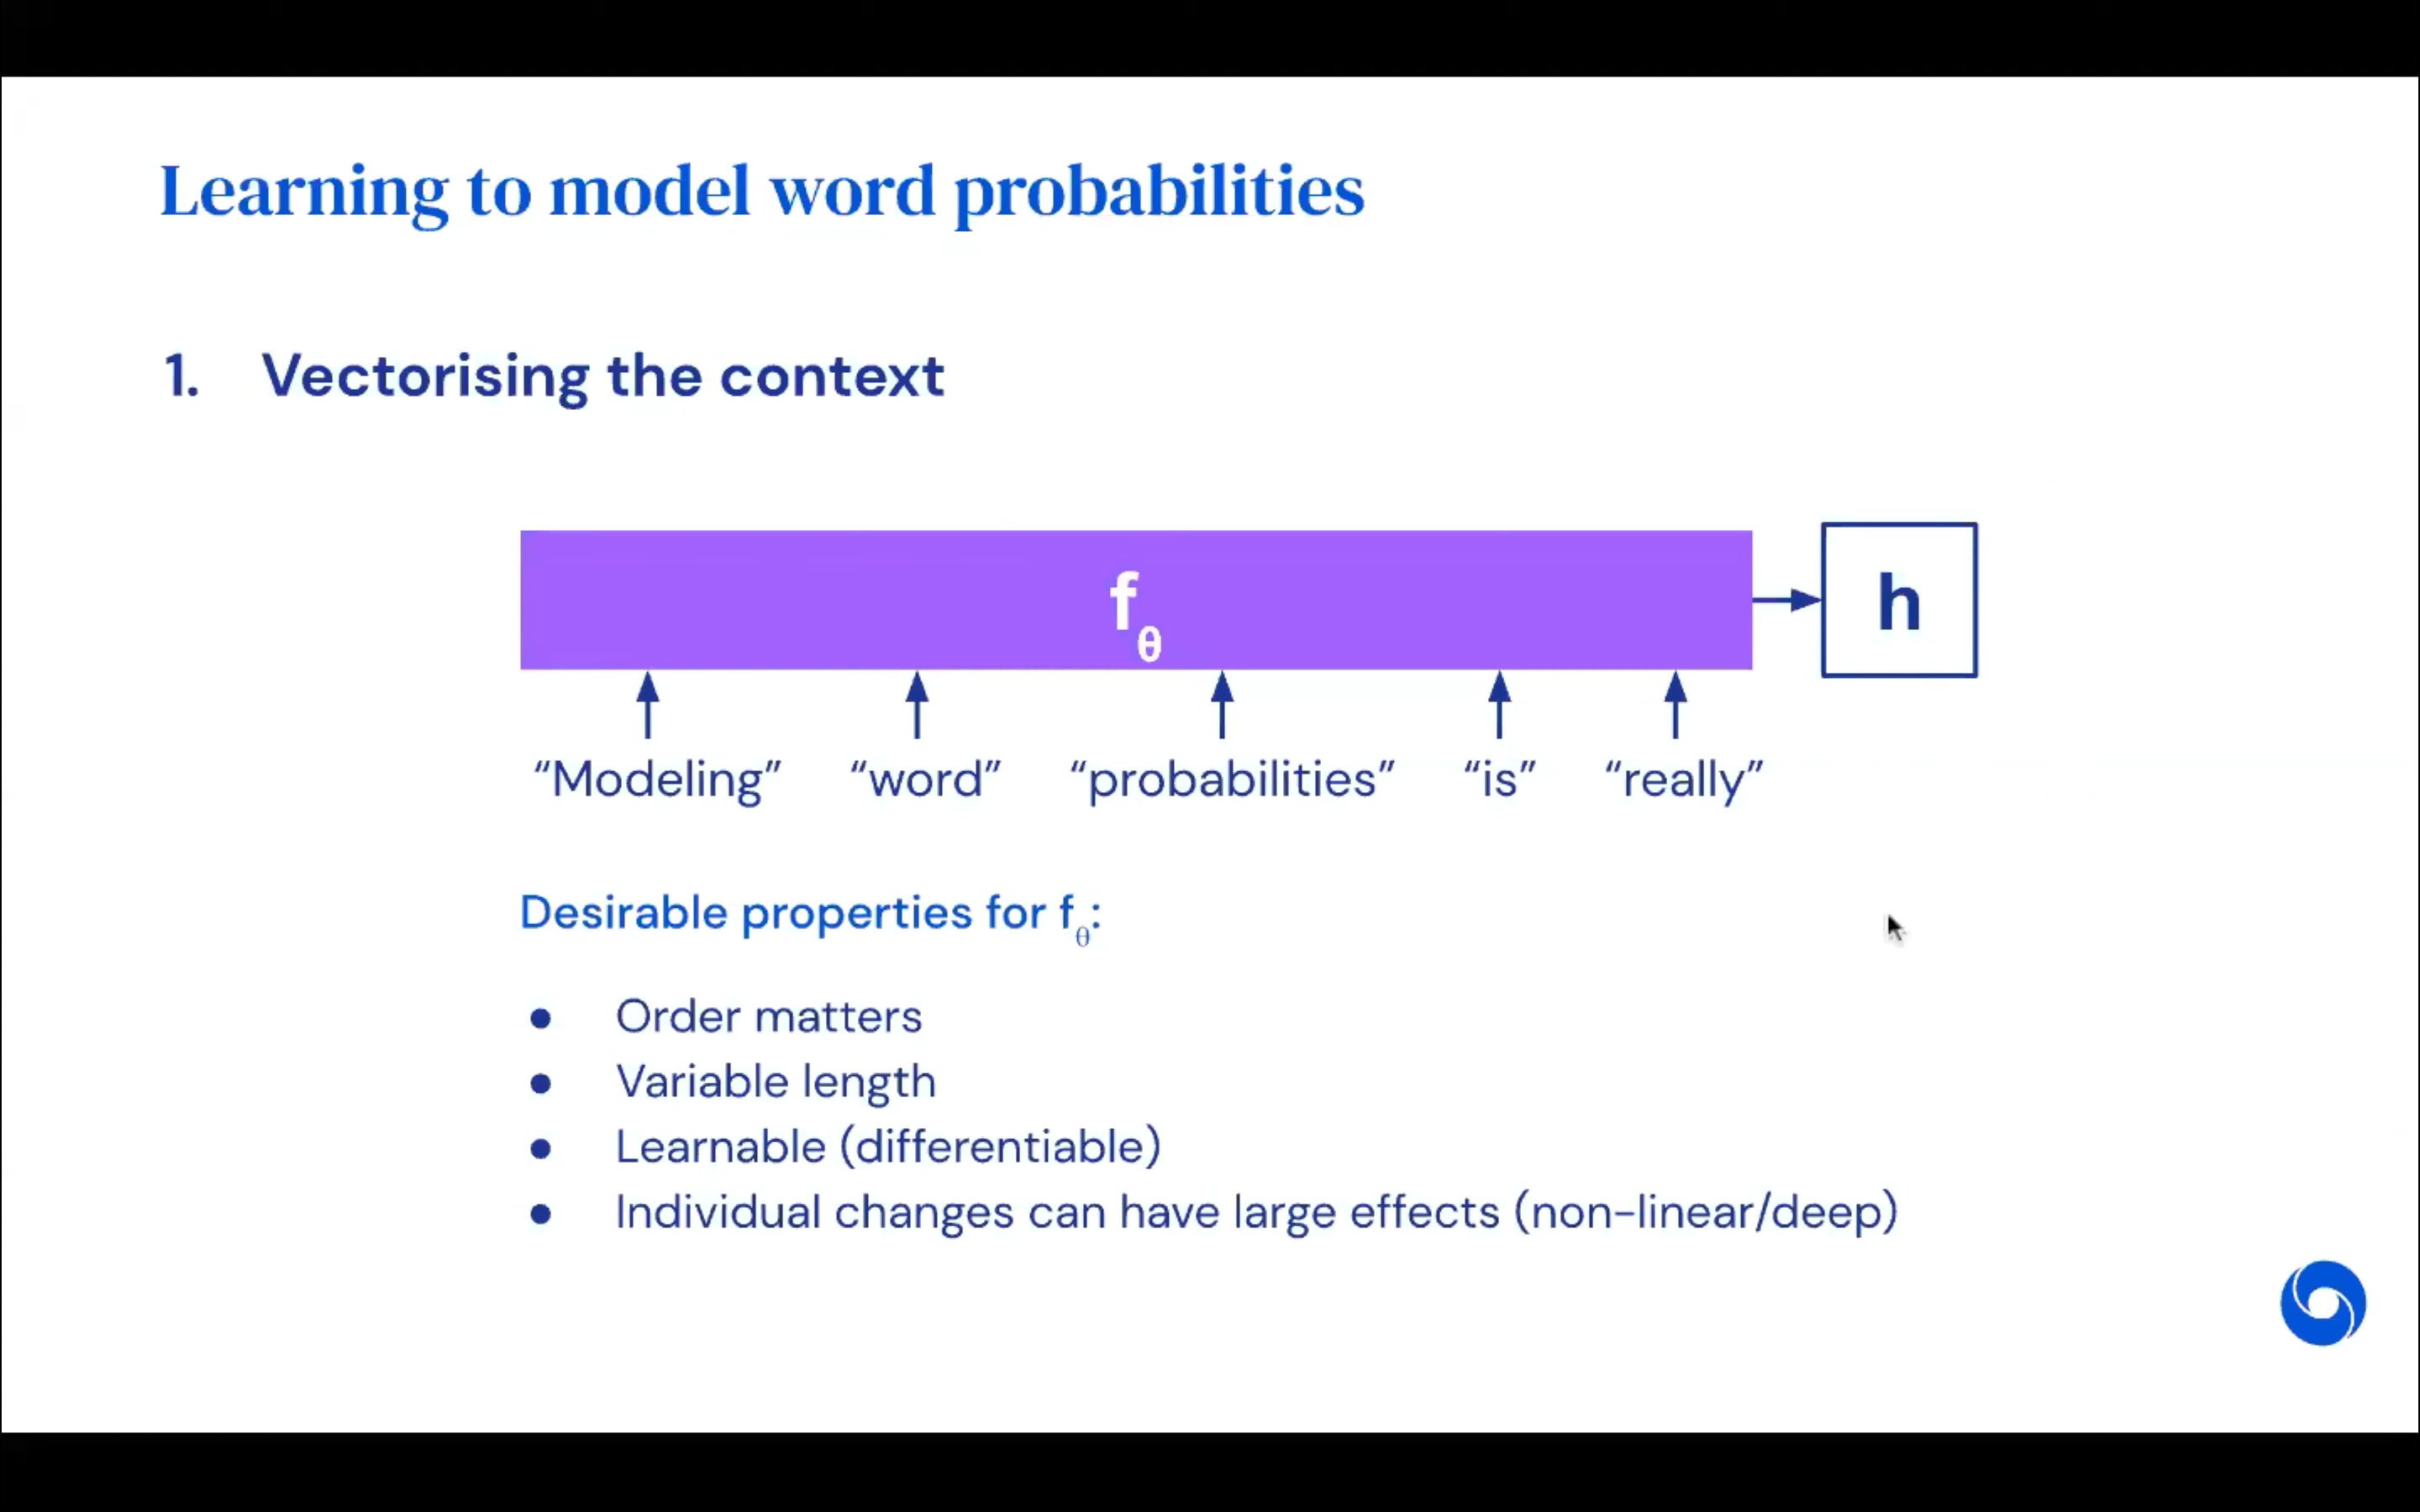 Learning to model word probabilities
1. Vectorising the context
fθ
h
“Modeling” “word” “probabilities” “is” “really”
Desirable properties for fθ:
● Order matters
● Variable length
● Learnable (differentiable)
● Individual changes can have large effects (non-linear/deep)